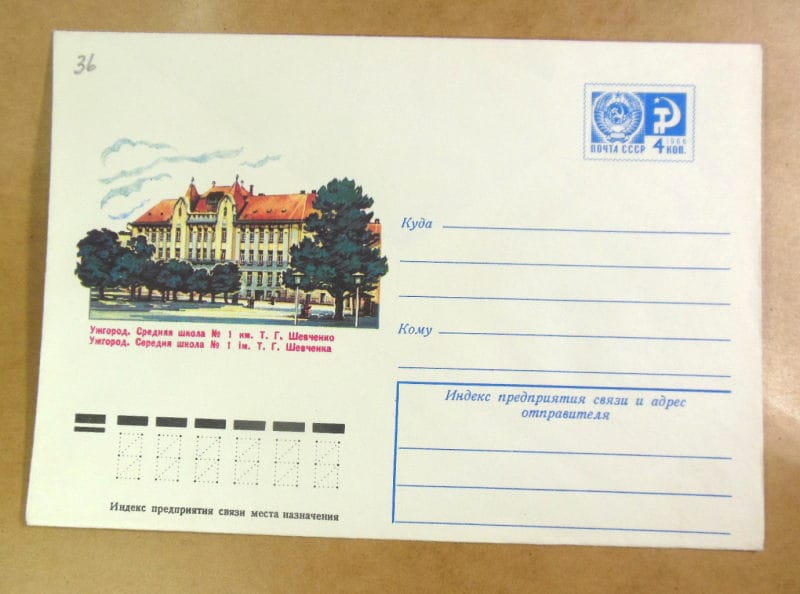 36
ПОЧТА СССР 4 1966 КОП.
Куда
Ужгород. Средняя школа № 1 им. Т. Г. Шевченко
Ужгород. Середня школа № 1 ім. Т. Г. Шевченка
Кому
Индекс предприятия связи и адрес
отправителя
Индекс предприятия связи места назначения